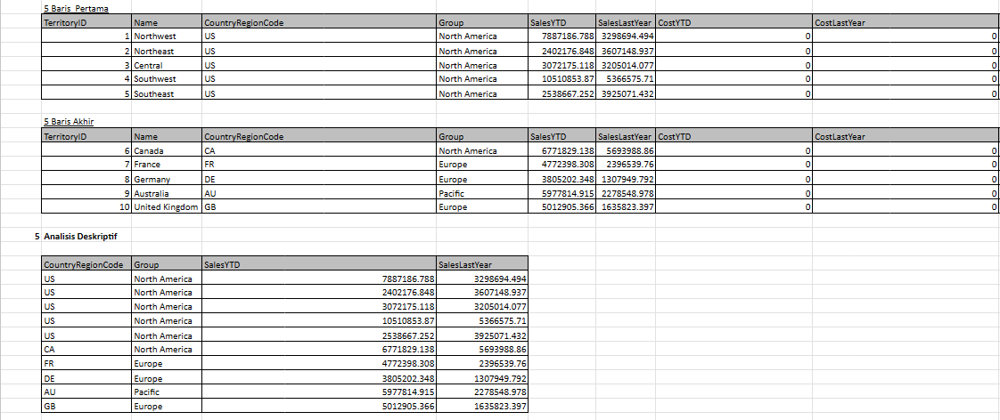 5 Baris Pertama
TerritoryID Name CountryRegionCode Group SalesYTD SalesLastYear CostYTD CostLastYear
1 Northwest US North America 7887186.788 3298694.494 0 0
2 Northeast US North America 2402176.848 3607148.937 0 0
3 Central US North America 3072175.118 3205014.077 0 0
4 Southwest US North America 10510853.87 5366575.71 0 0
5 Southeast US North America 2538667.252 3925071.432 0 0
5 Baris Akhir
TerritoryID Name CountryRegionCode Group SalesYTD SalesLastYear CostYTD CostLastYear
6 Canada CA North America 6771829.138 5693988.86 0 0
7 France FR Europe 4772398.308 2396539.76 0 0
8 Germany DE Europe 3805202.348 1307949.792 0 0
9 Australia AU Pacific 5977814.915 2278548.978 0 0
10 United Kingdom GB Europe 5012905.366 1635823.397 0 0
5 Analisis Deskriptif
CountryRegionCode Group SalesYTD SalesLastYear
US North America 7887186.788 3298694.494
US North America 2402176.848 3607148.937
US North America 3072175.118 3205014.077
US North America 10510853.87 5366575.71
US North America 2538667.252 3925071.432
CA North America 6771829.138 5693988.86
FR Europe 4772398.308 2396539.76
DE Europe 3805202.348 1307949.792
AU Pacific 5977814.915 2278548.978
GB Europe 5012905.366 1635823.397